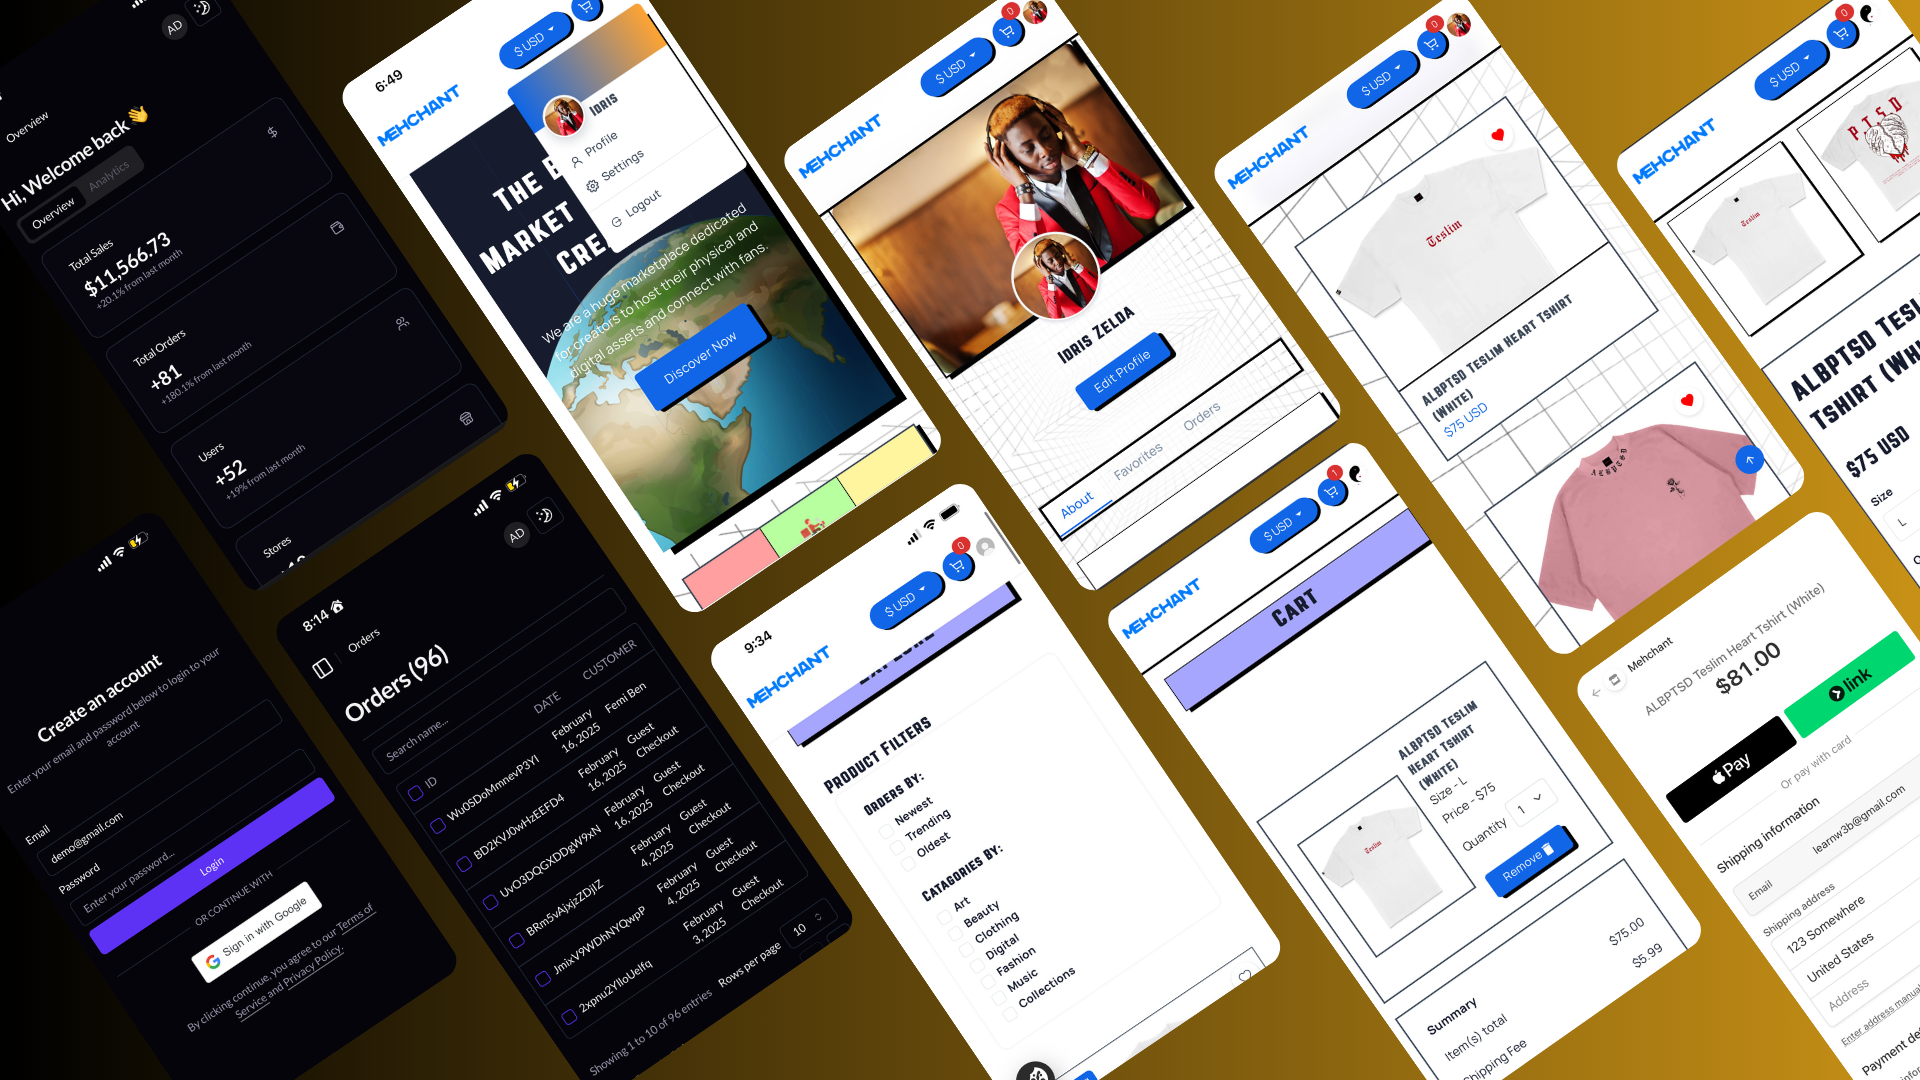 AD
Overview
Hi, Welcome back 👋
Overview
Analytics
Total Sales
$
$11,566.73
+20.1% from last month
Total Orders
+81
+180.1% from last month
Users
+52
+19% from last month
Stores
Create an account
Enter your email and password below to login to your
account
Email
demo@gmail.com
Password
Enter your password...
Login
OR CONTINUE WITH
Sign in with Google
By clicking continue, you agree to our Terms of
Service and Privacy Policy.
8:14
AD
Orders
Orders (96)
Search name...
ID
DATE
CUSTOMER
February
16, 2025
Femi Ben
BD2KVJ0wHzEEFD4
February
16, 2025
Guest
Checkout
UvO3DQGXDDgW9xN
February
16, 2025
Guest
Checkout
BRm5vAjxjzZDjIZ
February
4, 2025
Guest
Checkout
JmixV9WDhNYQwpP
February
4, 2025
Guest
Checkout
February
3, 2025
Guest
Checkout
Showing 1 to 10 of 96 entries
Rows per page
10
6:49
MEHCHANT
$ USD
IDRIS
Profile
Settings
Logout
THE
MARKET
CRE
We are a huge marketplace dedicated
for creators to host their physical and
digital assets and connect with fans.
Discover Now
9:34
MEHCHANT
$ USD
0
PRODUCT FILTERS
ORDERS BY:
Newest
Trending
Oldest
CATAGORIES BY:
Art
Beauty
Clothing
Digital
Fashion
Music
Collections
MEHCHANT
$ USD
0
IDRIS ZELDA
Edit Profile
About
Favorites
Orders
MEHCHANT
$ USD
1
CART
ALBPTSD TESLIM
HEART TSHIRT
(WHITE)
Size - L
Price - $75
Quantity
1
Remove
Summary
Item(s) total
$75.00
Shipping Fee
$5.99
MEHCHANT
$ USD
0
Teslim
ALBPTSD TESLIM HEART TSHIRT
(WHITE)
$75 USD
Albptsd
MEHCHANT
$ USD
0
Teslim
PTSD
ALBPTSD TESL
TSHIRT (WH
$75 USD
Size
L
Mehchant
ALBPTSD Teslim Heart Tshirt (White)
$81.00
Pay
link
Or pay with card
Shipping information
Email
learnw3b@gmail.com
Shipping address
123 Somewhere
United States
Address
Enter address manual
Payment de